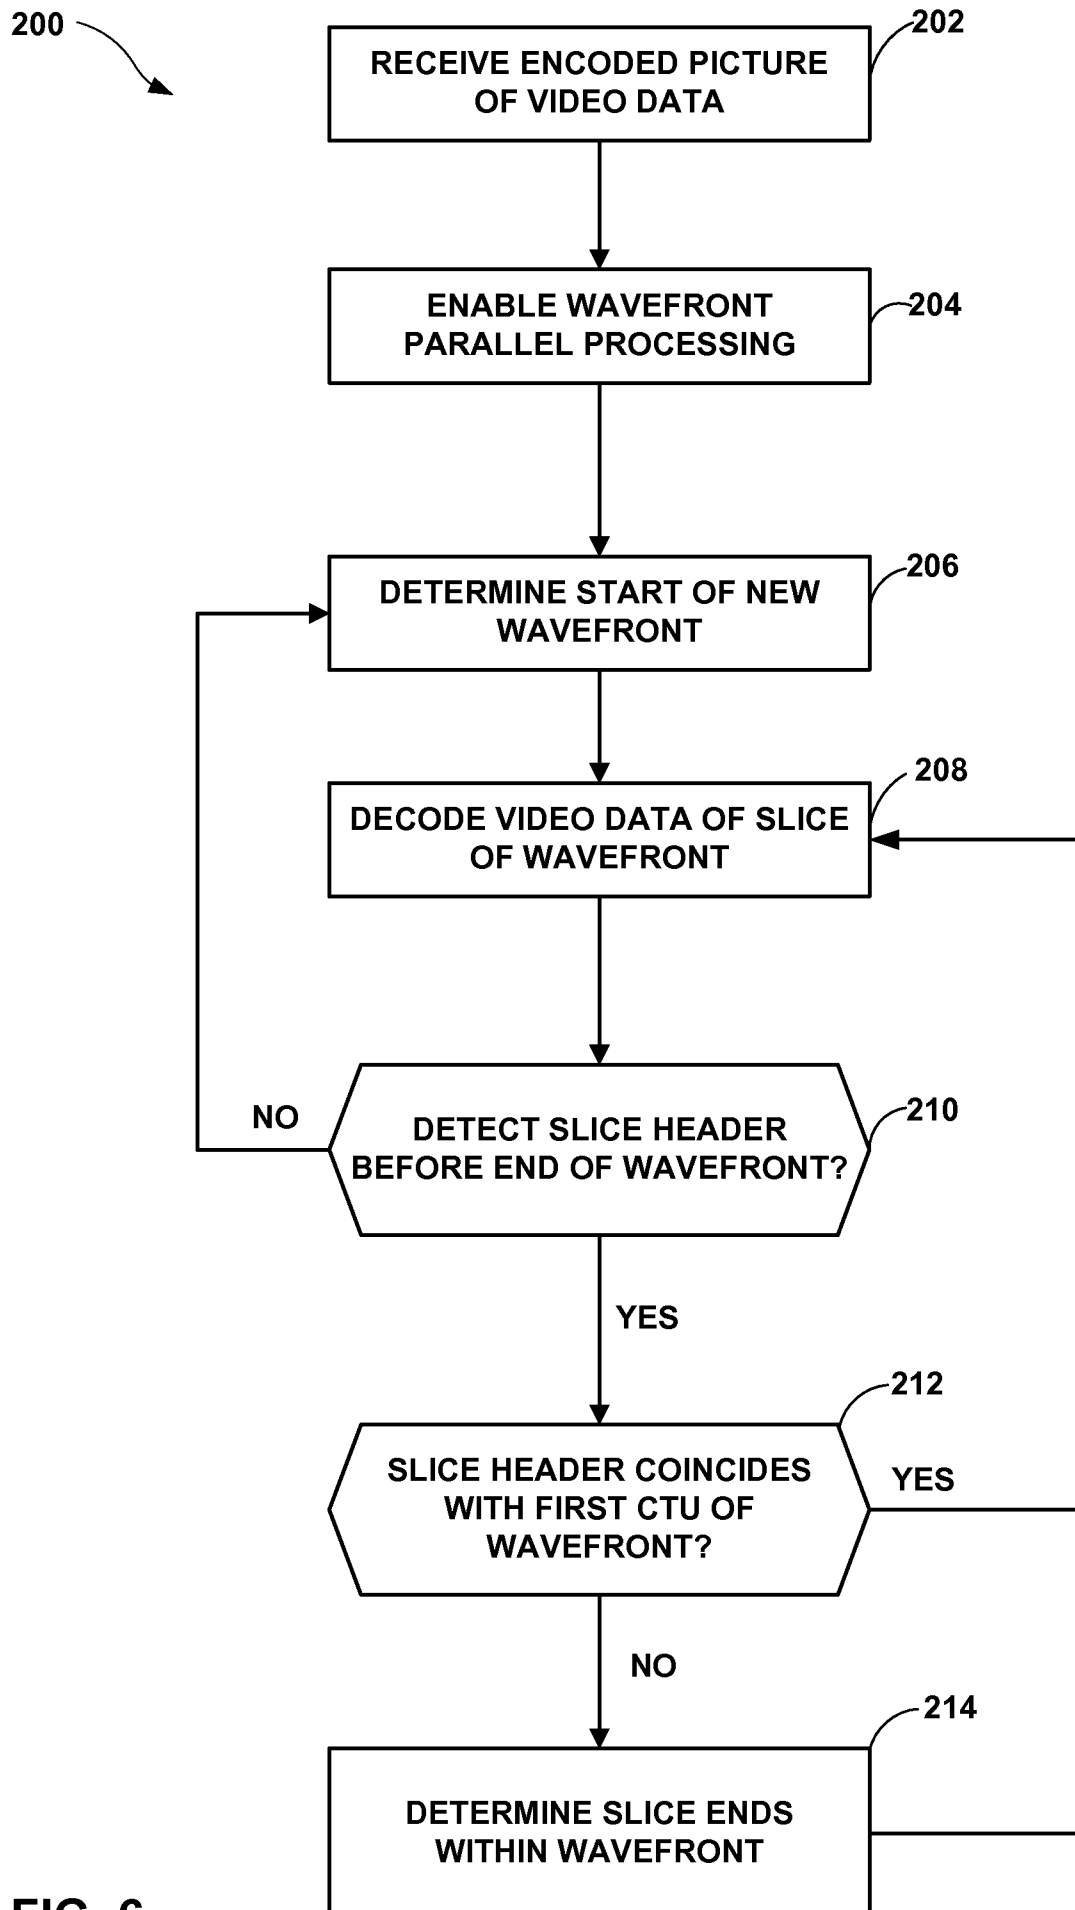 200
202
RECEIVE ENCODED PICTURE
OF VIDEO DATA
204
ENABLE WAVEFRONT
PARALLEL PROCESSING
206
DETERMINE START OF NEW
WAVEFRONT
208
DECODE VIDEO DATA OF SLICE
OF WAVEFRONT
210
NO
DETECT SLICE HEADER
BEFORE END OF WAVEFRONT?
YES
212
SLICE HEADER COINCIDES
WITH FIRST CTU OF
WAVEFRONT?
YES
NO
214
DETERMINE SLICE ENDS
WITHIN WAVEFRONT
FIG. 6